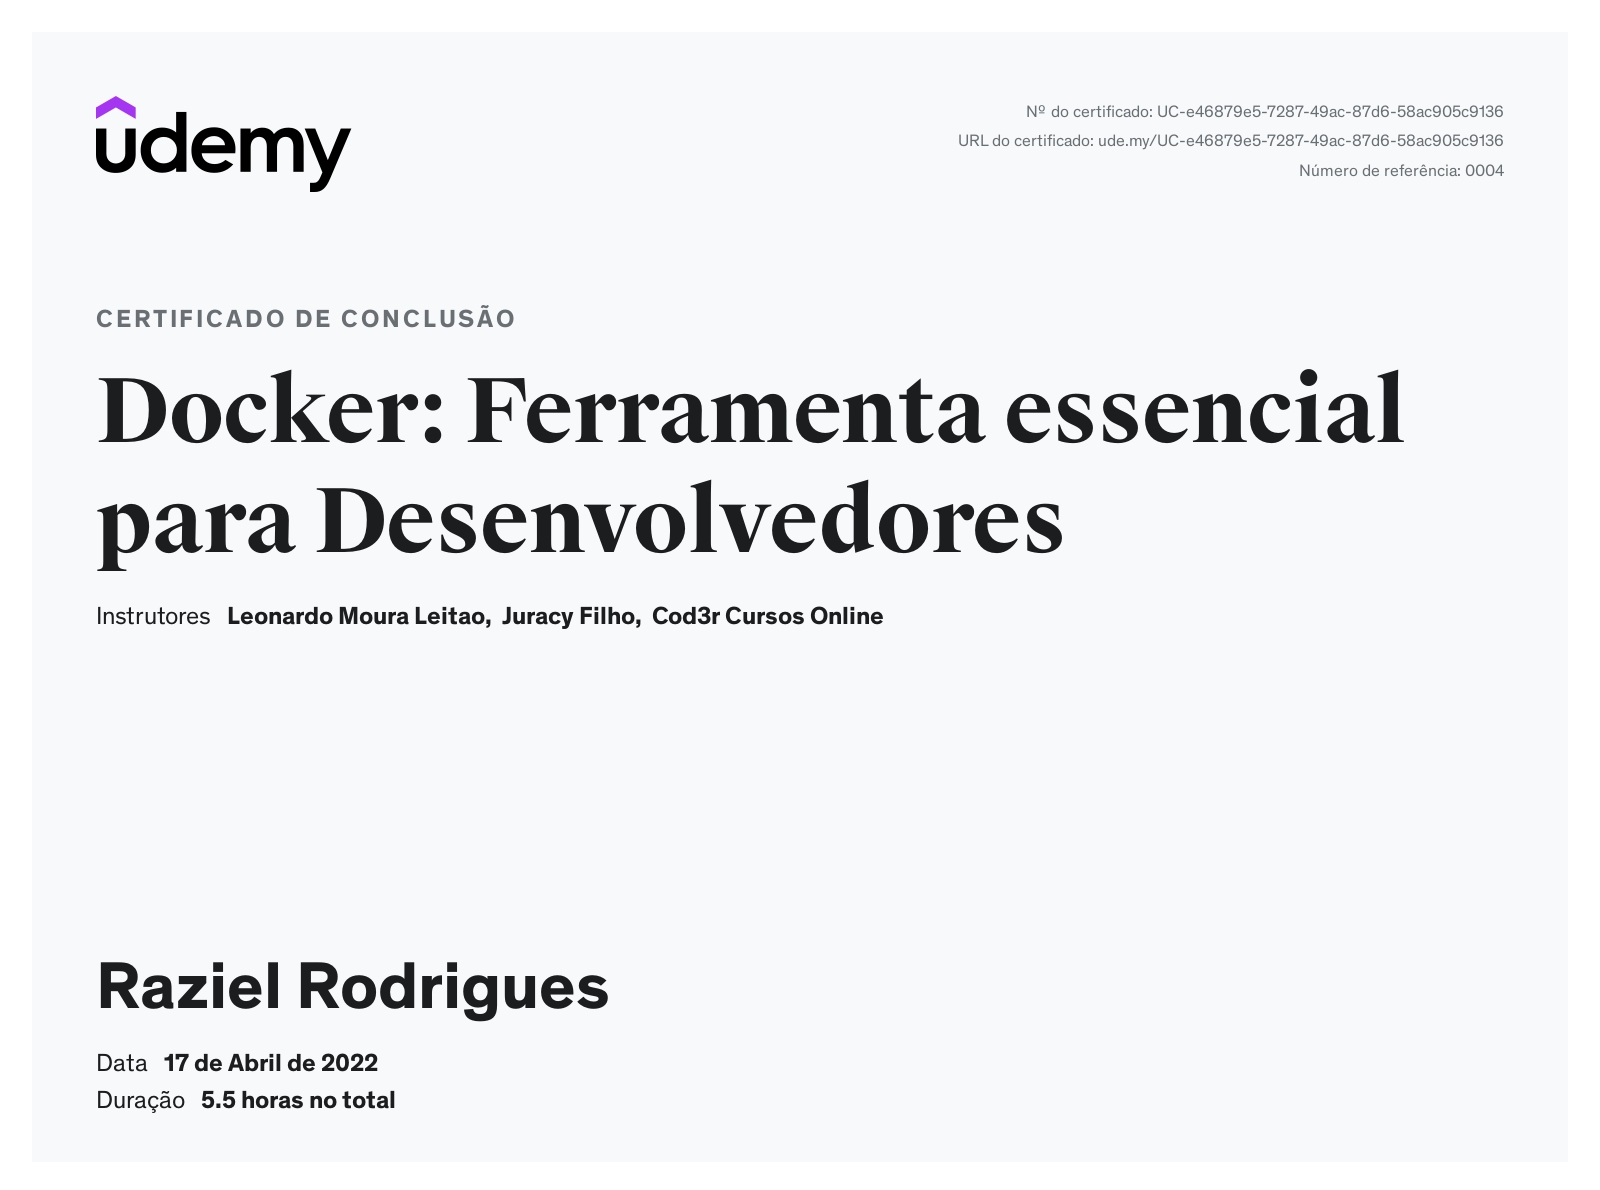 udemy
Nº do certificado: UC-e46879e5-7287-49ac-87d6-58ac905c9136
URL do certificado: ude.my/UC-e46879e5-7287-49ac-87d6-58ac905c9136
Número de referência: 0004
CERTIFICADO DE CONCLUSÃO
Docker: Ferramenta essencial
para Desenvolvedores
Instrutores Leonardo Moura Leitao, Juracy Filho, Cod3r Cursos Online
Raziel Rodrigues
Data 17 de Abril de 2022
Duração 5.5 horas no total